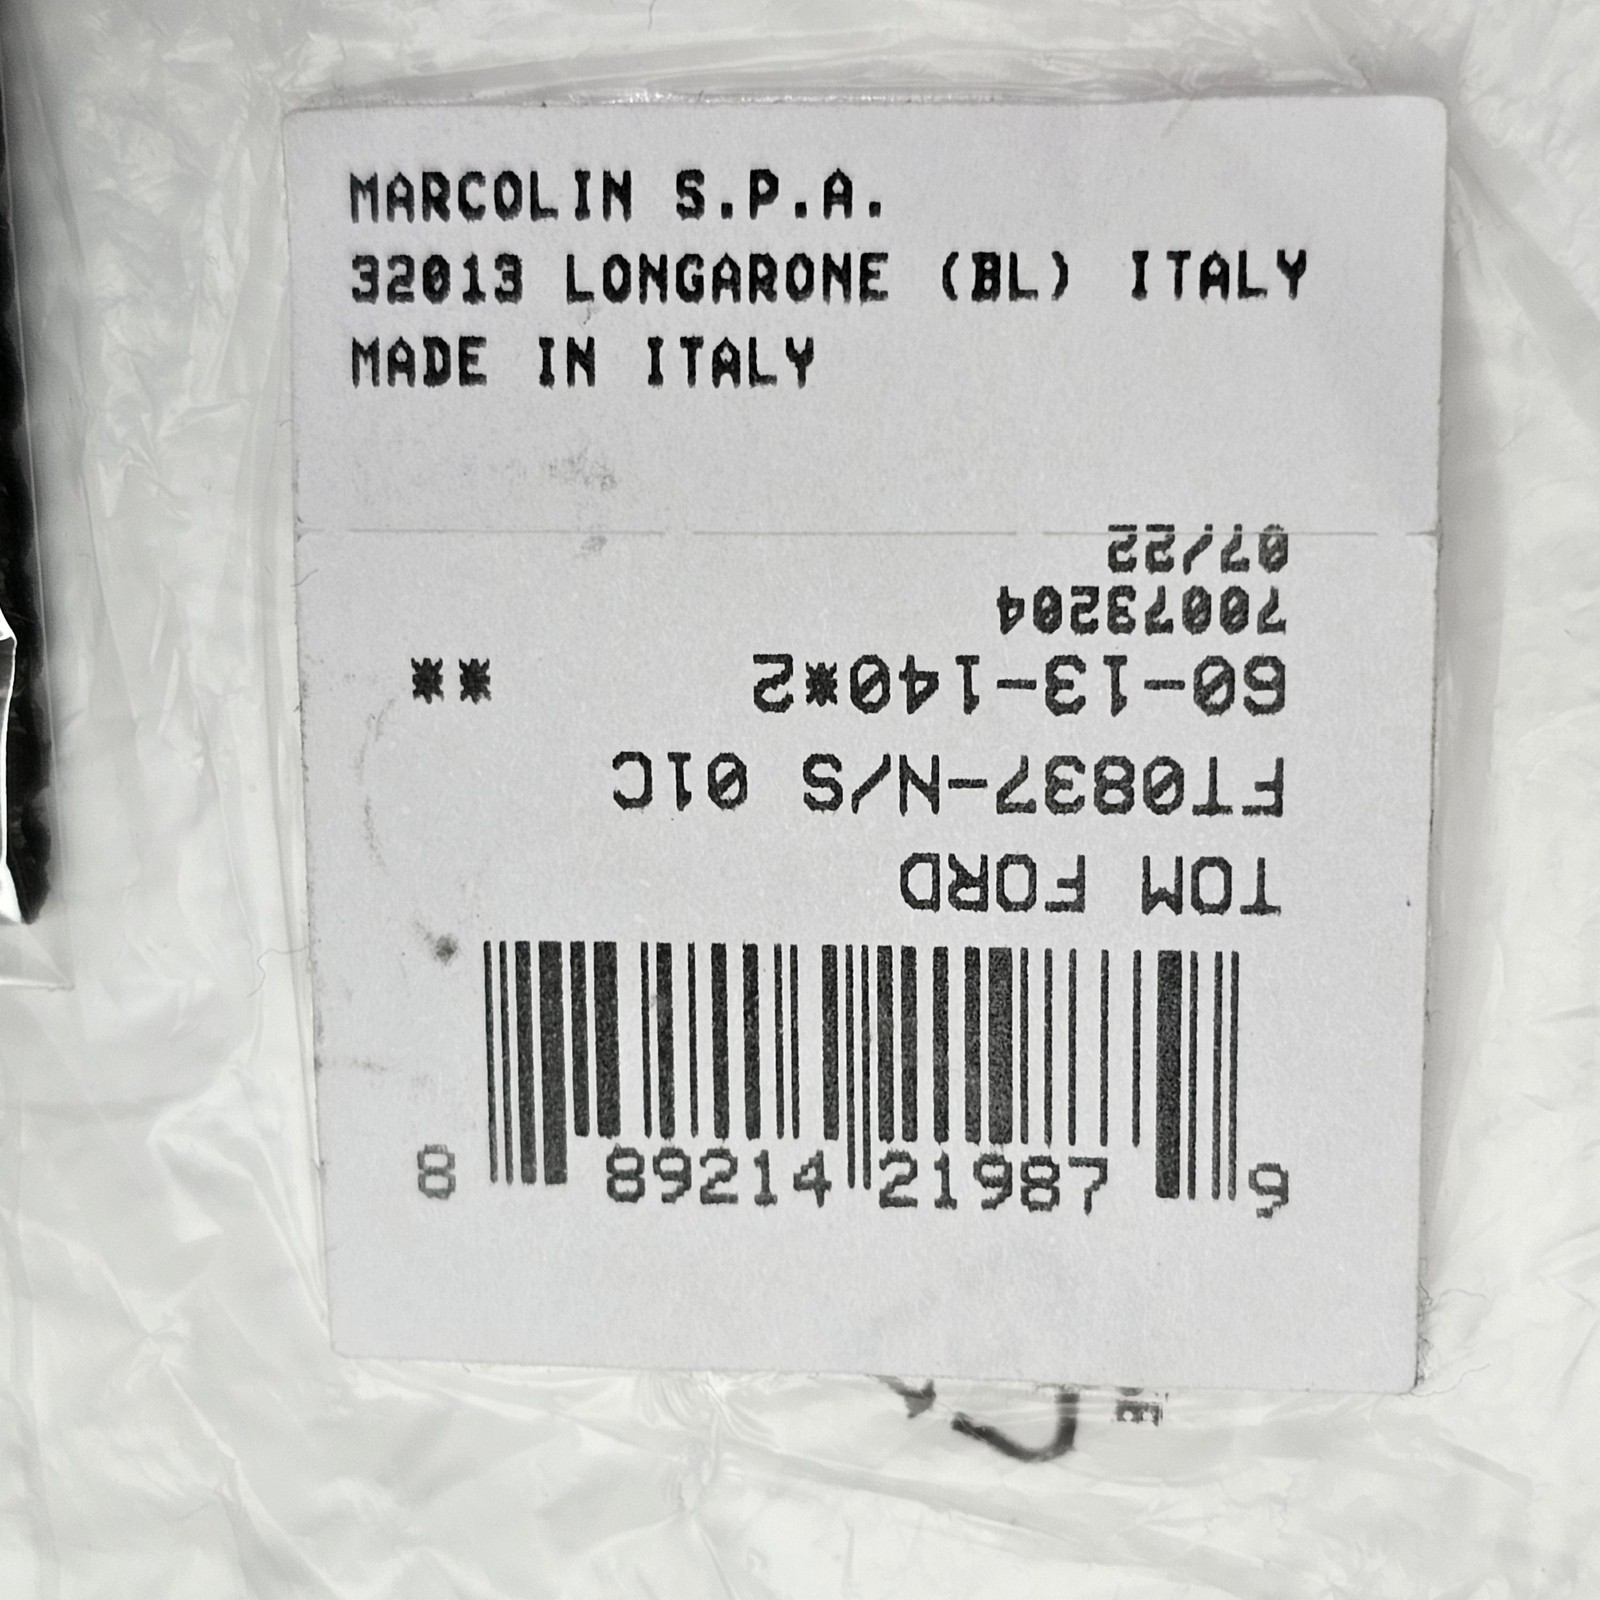 MARCOLIN S.P.A.
32013 LONGARONE (BL) ITALY
MADE IN ITALY
07/22
70073204
60-13-140*2 **
FT0837-N/S 01C
TOM FORD
8 89214 21987 9